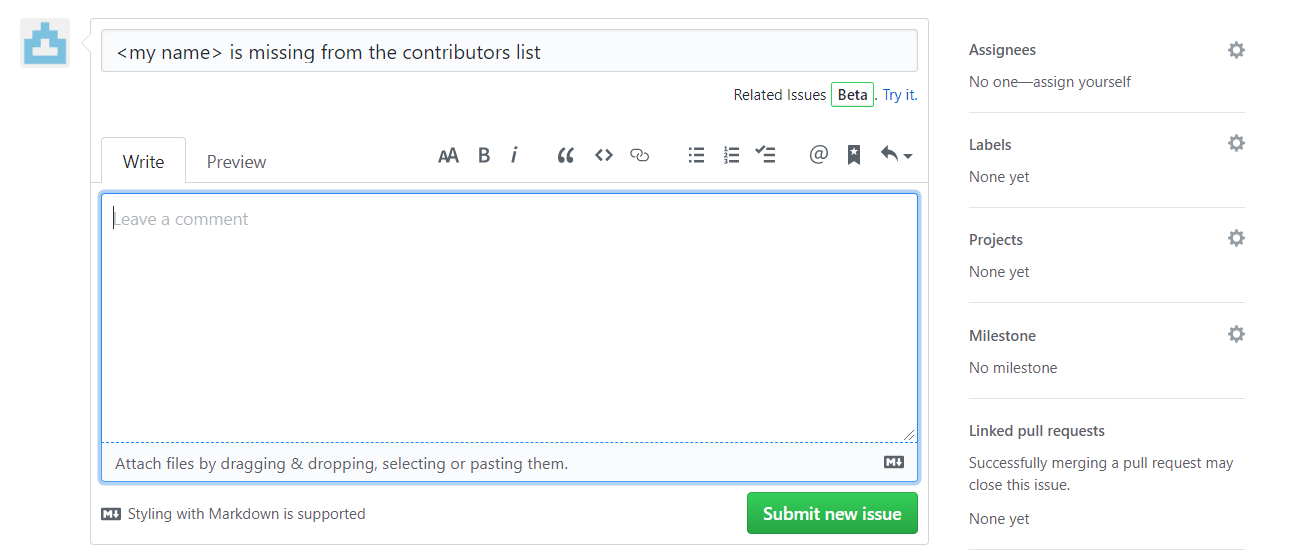 <my name> is missing from the contributors list
Related Issues Beta. Try it.
Write Preview
AA B i @
Leave a comment
Attach files by dragging & dropping, selecting or pasting them.
Styling with Markdown is supported
Submit new issue
Assignees
No one—assign yourself
Labels
None yet
Projects
None yet
Milestone
No milestone
Linked pull requests
Successfully merging a pull request may
close this issue.
None yet